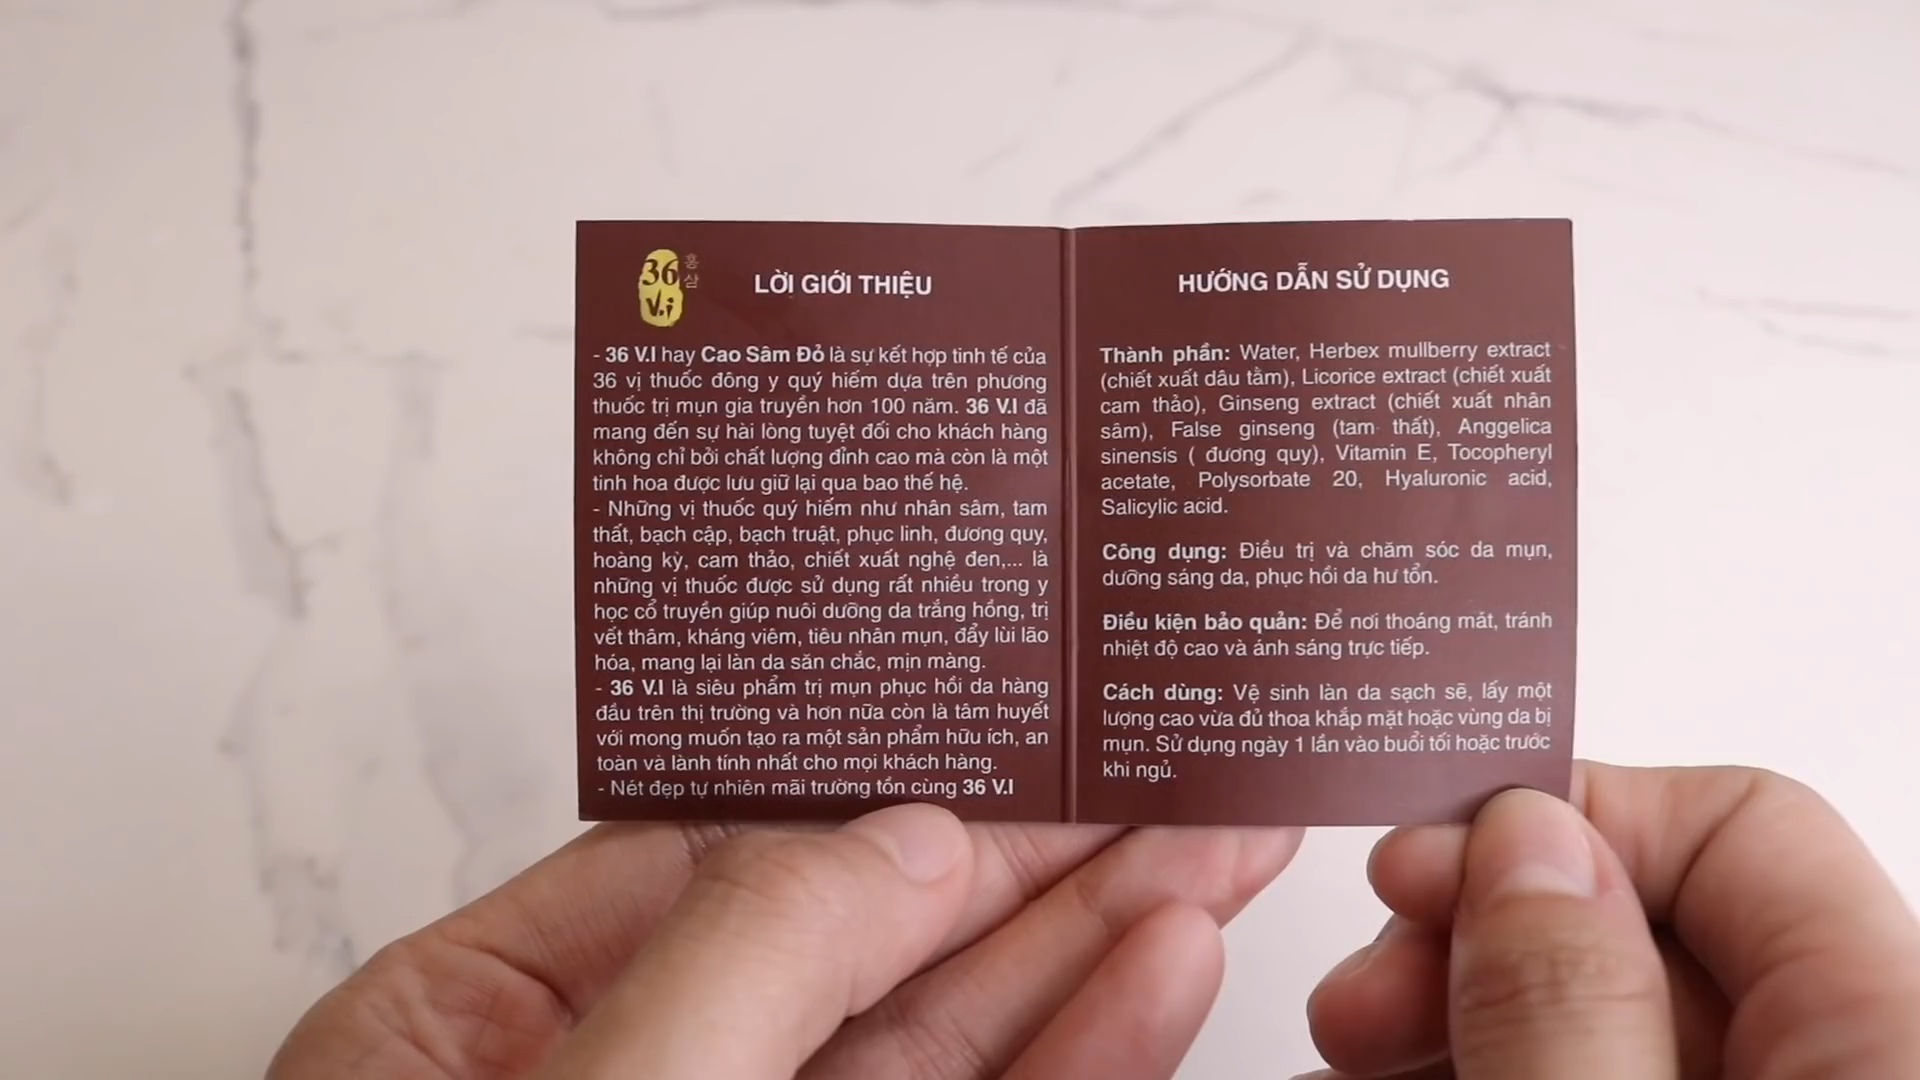 36
V.i
홍
삼
LỜI GIỚI THIỆU
- 36 V.I hay Cao Sâm Đỏ là sự kết hợp tinh tế của
36 vị thuốc đông y quý hiếm dựa trên phương
thuốc trị mụn gia truyền hơn 100 năm. 36 V.I đã
mang đến sự hài lòng tuyệt đối cho khách hàng
không chỉ bởi chất lượng đỉnh cao mà còn là một
tinh hoa được lưu giữ lại qua bao thế hệ.
- Những vị thuốc quý hiếm như nhân sâm, tam
thất, bạch cập, bạch truật, phục linh, đương quy,
hoàng kỳ, cam thảo, chiết xuất nghệ đen,... là
những vị thuốc được sử dụng rất nhiều trong y
học cổ truyền giúp nuôi dưỡng da trắng hồng, trị
vết thâm, kháng viêm, tiêu nhân mụn, đẩy lùi lão
hóa, mang lại làn da săn chắc, mịn màng.
- 36 V.I là siêu phẩm trị mụn phục hồi da hàng
đầu trên thị trường và hơn nữa còn là tâm huyết
với mong muốn tạo ra một sản phẩm hữu ích, an
toàn và lành tính nhất cho mọi khách hàng.
- Nét đẹp tự nhiên mãi trường tồn cùng 36 V.I
HƯỚNG DẪN SỬ DỤNG
Thành phần: Water, Herbex mullberry extract
(chiết xuất dâu tằm), Licorice extract (chiết xuất
cam thảo), Ginseng extract (chiết xuất nhân
sâm), False ginseng (tam thất), Anggelica
sinensis ( đương quy), Vitamin E, Tocopheryl
acetate, Polysorbate 20, Hyaluronic acid,
Salicylic acid.
Công dụng: Điều trị và chăm sóc da mụn,
dưỡng sáng da, phục hồi da hư tổn.
Điều kiện bảo quản: Để nơi thoáng mát, tránh
nhiệt độ cao và ánh sáng trực tiếp.
Cách dùng: Vệ sinh làn da sạch sẽ, lấy một
lượng cao vừa đủ thoa khắp mặt hoặc vùng da bị
mụn. Sử dụng ngày 1 lần vào buổi tối hoặc trước
khi ngủ.